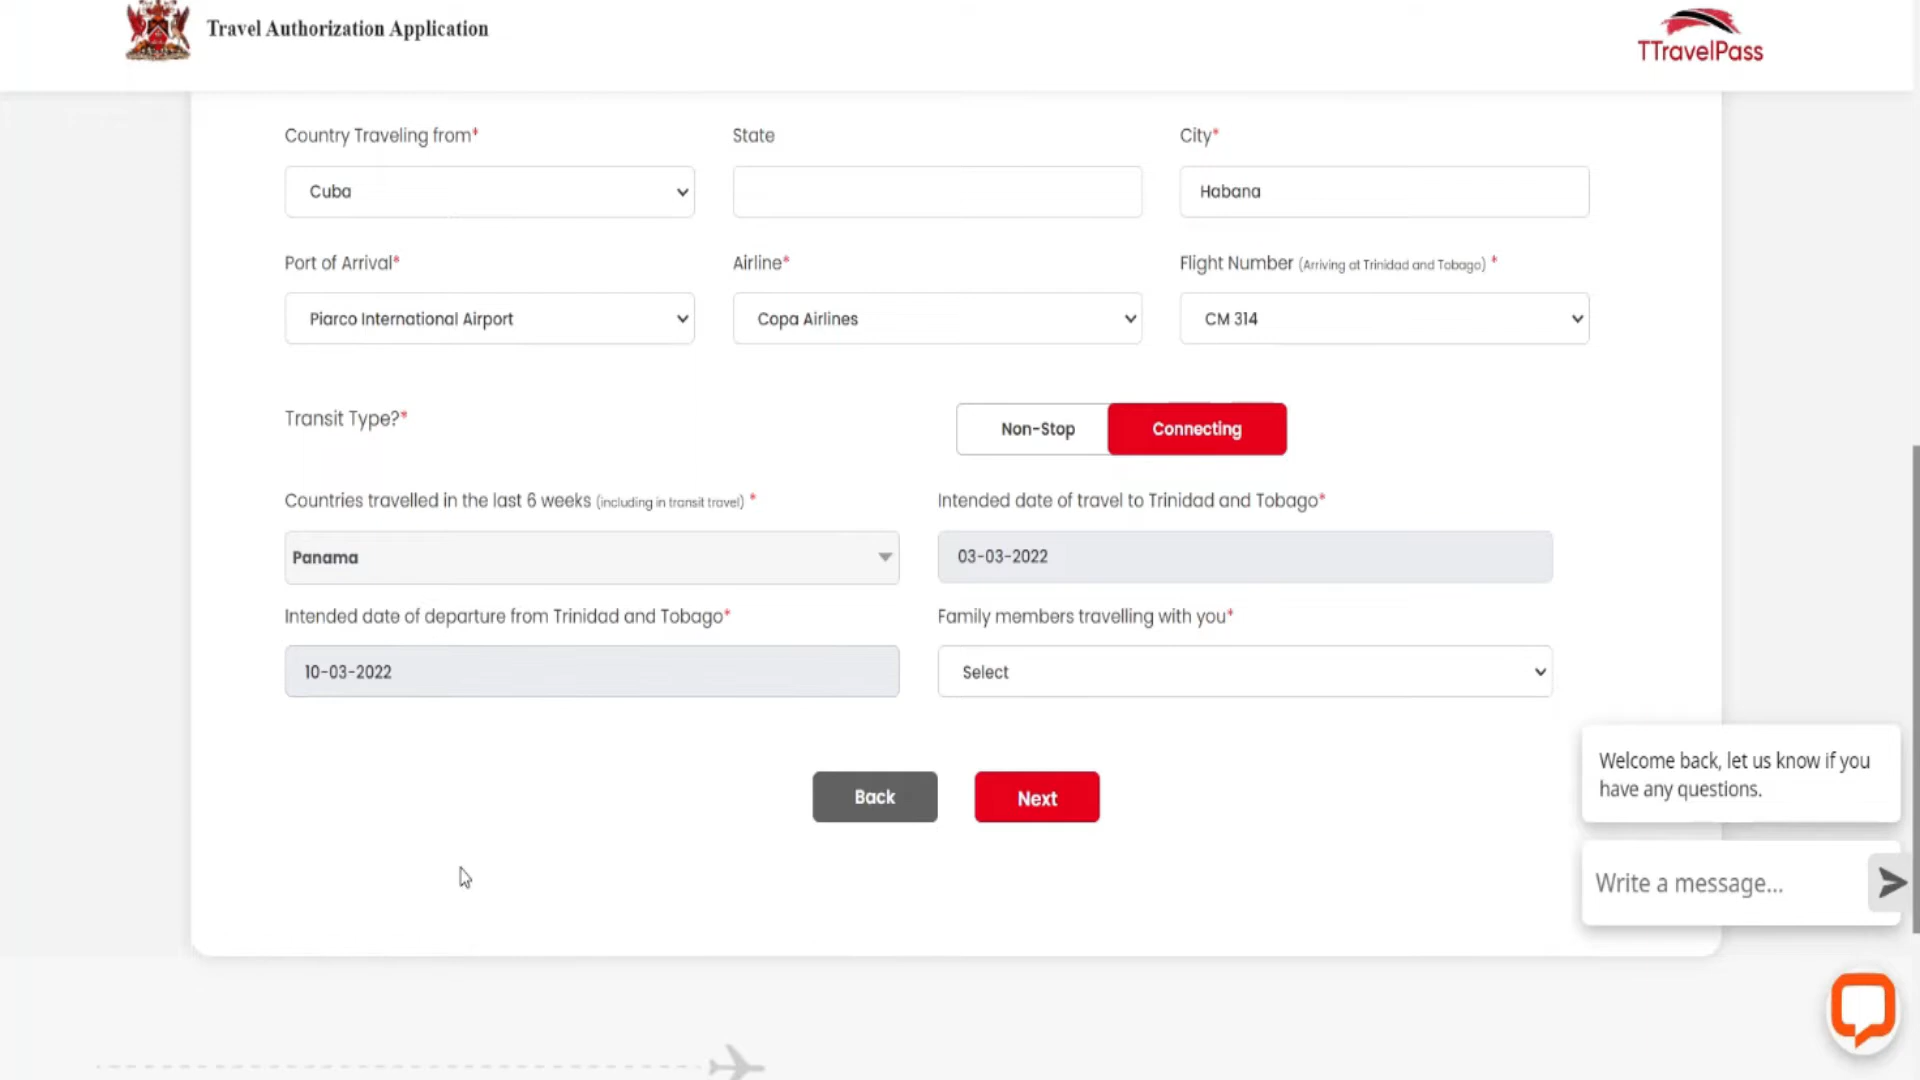 Travel Authorization Application
TTravelPass
Country Traveling from*
State
City*
Cuba
Habana
Port of Arrival*
Airline*
Flight Number (Arriving at Trinidad and Tobago) *
Piarco International Airport
Copa Airlines
CM 314
Transit Type?*
Non-Stop
Connecting
Countries travelled in the last 6 weeks (including in transit travel) *
Intended date of travel to Trinidad and Tobago*
Panama
03-03-2022
Intended date of departure from Trinidad and Tobago*
Family members travelling with you*
10-03-2022
Select
Back
Next
Welcome back, let us know if you
have any questions.
Write a message...